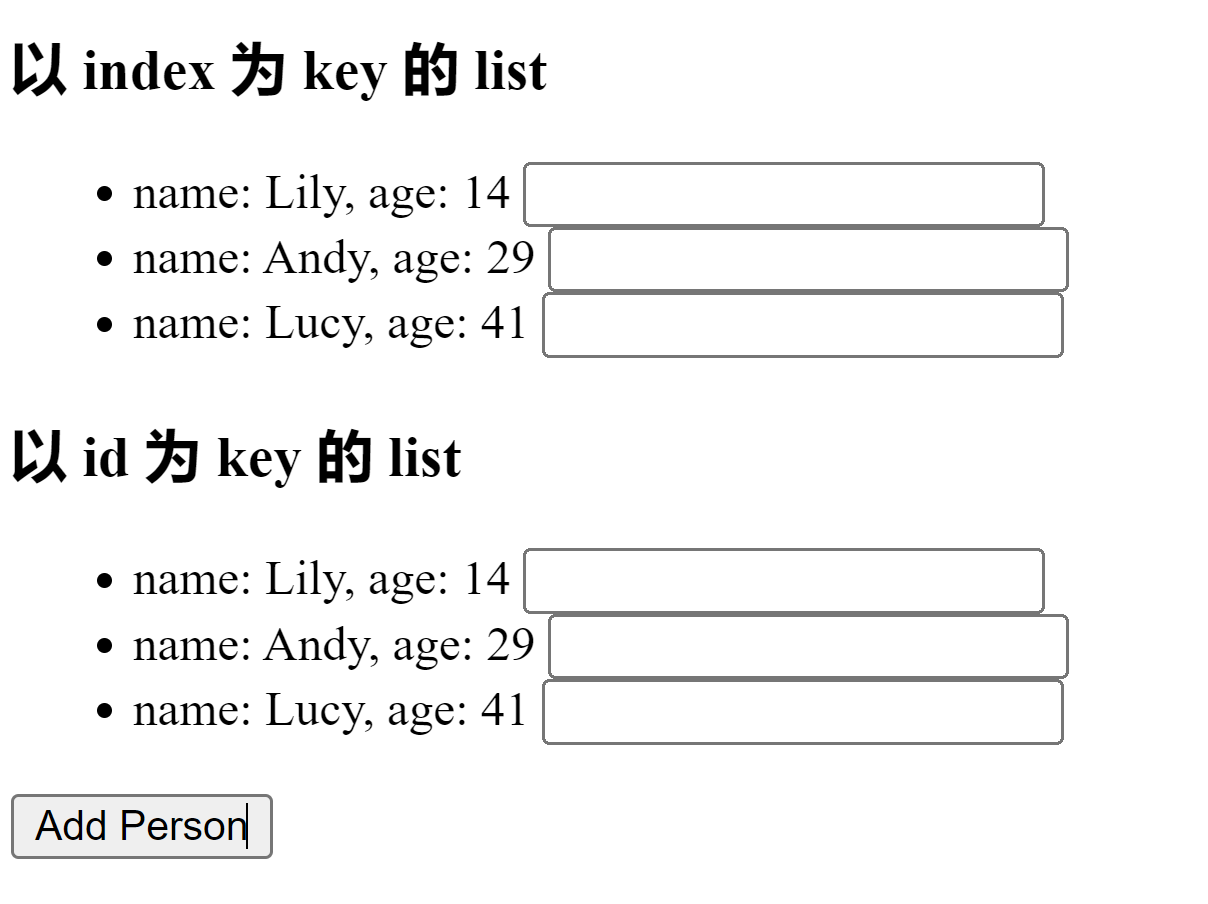 以 index 为 key 的 list
name: Lily, age: 14
name: Andy, age: 29
name: Lucy, age: 41
以 id 为 key 的 list
name: Lily, age: 14
name: Andy, age: 29
name: Lucy, age: 41
Add Person